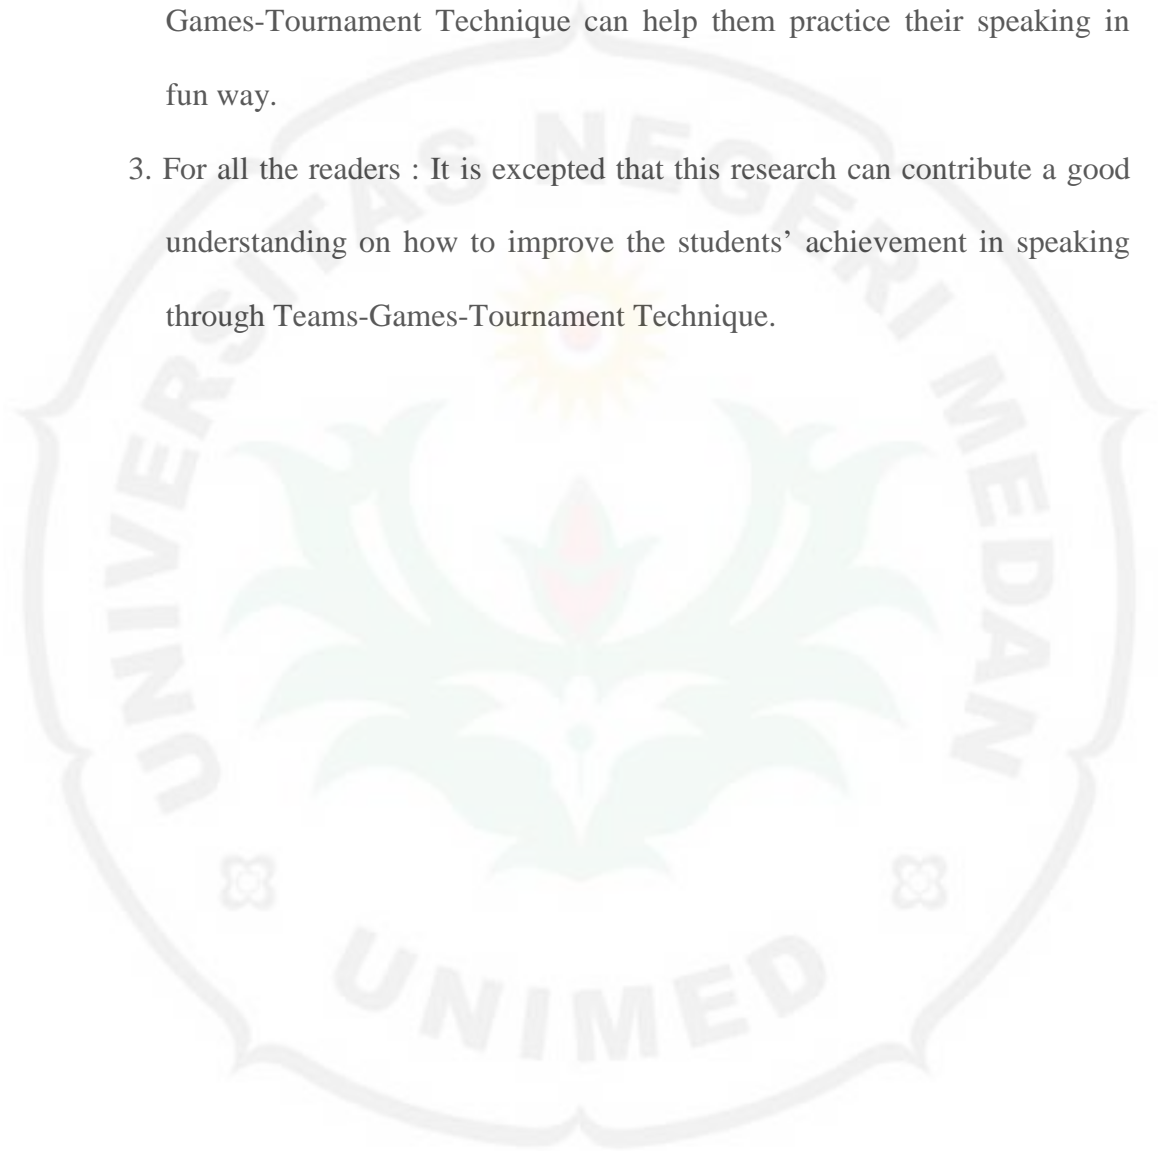 Games-Tournament Technique can help them practice their speaking in
fun way.
3. For all the readers : It is excepted that this research can contribute a good
understanding on how to improve the students’ achievement in speaking
through Teams-Games-Tournament Technique.
UNIVERSITAS NEGERI MEDAN
UNIMED